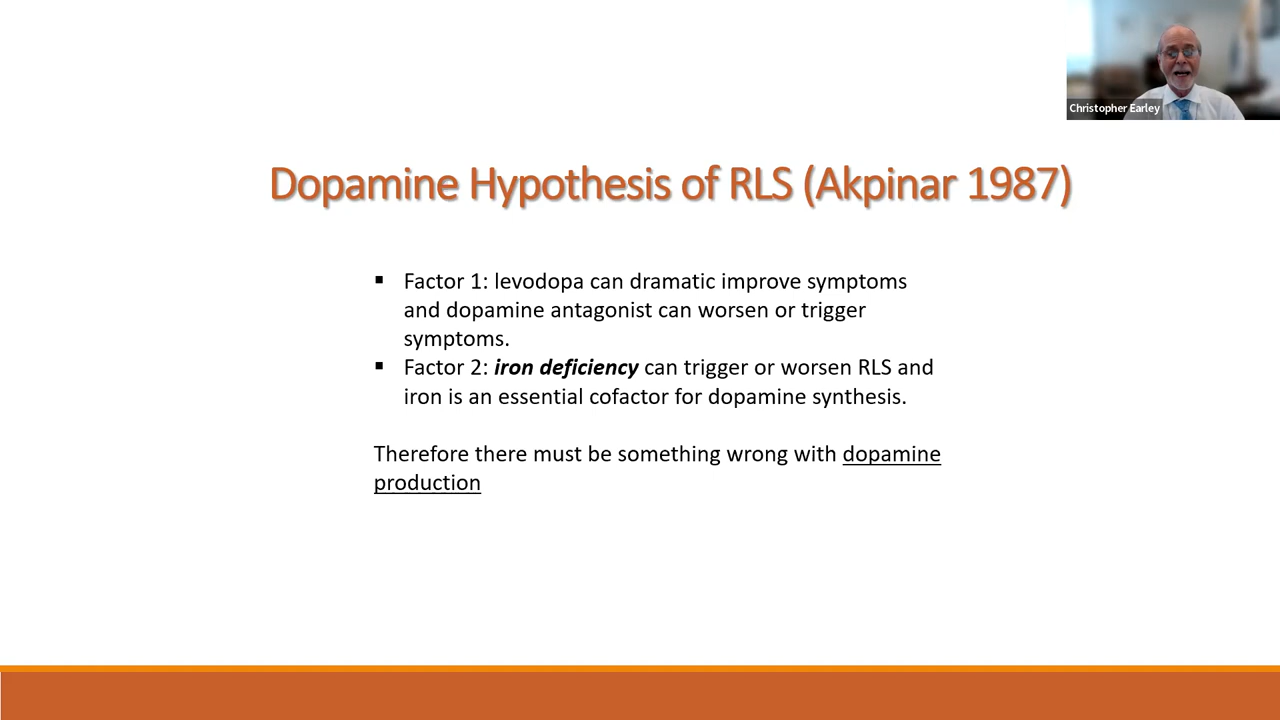 Christopher Earley
Dopamine Hypothesis of RLS (Akpinar 1987)
▪ Factor 1: levodopa can dramatic improve symptoms
and dopamine antagonist can worsen or trigger
symptoms.
▪ Factor 2: iron deficiency can trigger or worsen RLS and
iron is an essential cofactor for dopamine synthesis.
Therefore there must be something wrong with dopamine
production